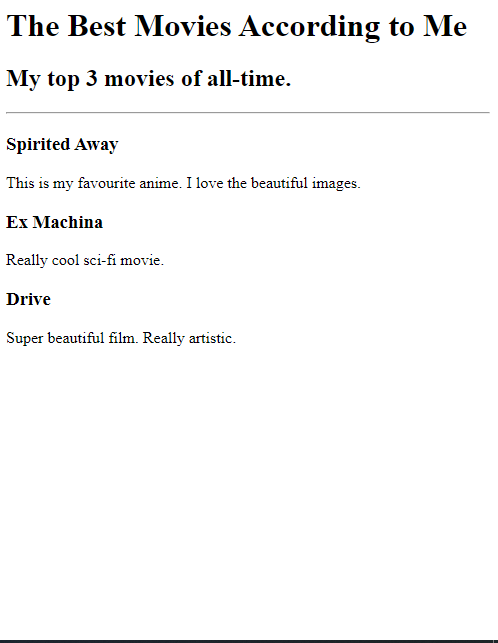 The Best Movies According to Me
My top 3 movies of all-time.
Spirited Away
This is my favourite anime. I love the beautiful images.
Ex Machina
Really cool sci-fi movie.
Drive
Super beautiful film. Really artistic.